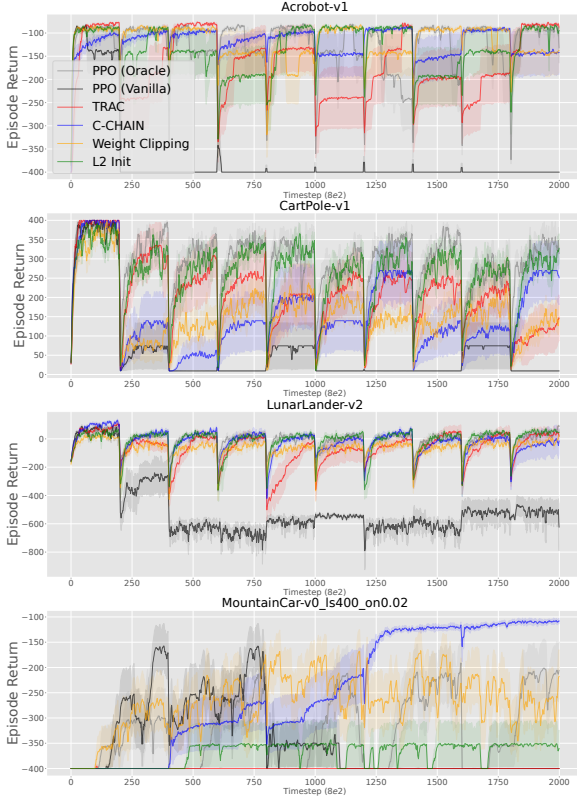 Acrobot-v1
Episode Return
−100
−150
−200
−250
−300
−350
−400
PPO (Oracle)
PPO (Vanilla)
TRAC
C-CHAIN
Weight Clipping
L2 Init
0 250 500 750 1000 1250 1500 1750 2000
Timestep (8e2)
CartPole-v1
Episode Return
400
350
300
250
200
150
100
50
0
0 250 500 750 1000 1250 1500 1750 2000
Timestep (8e2)
LunarLander-v2
Episode Return
0
−200
−400
−600
−800
0 250 500 750 1000 1250 1500 1750 2000
Timestep (8e2)
MountainCar-v0_ls400_on0.02
Episode Return
−100
−150
−200
−250
−300
−350
−400
0 250 500 750 1000 1250 1500 1750 2000
Timestep (8e2)